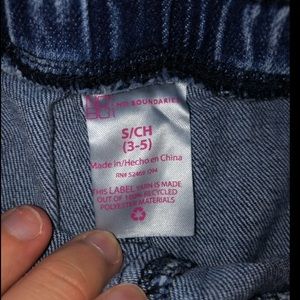 NO BOUNDARIES
S/CH
(3-5)
Made in/Hecho en China
RN# 52469
THIS LABEL YARN IS MADE
OUT OF 100% RECYCLED
POLYESTER MATERIALS